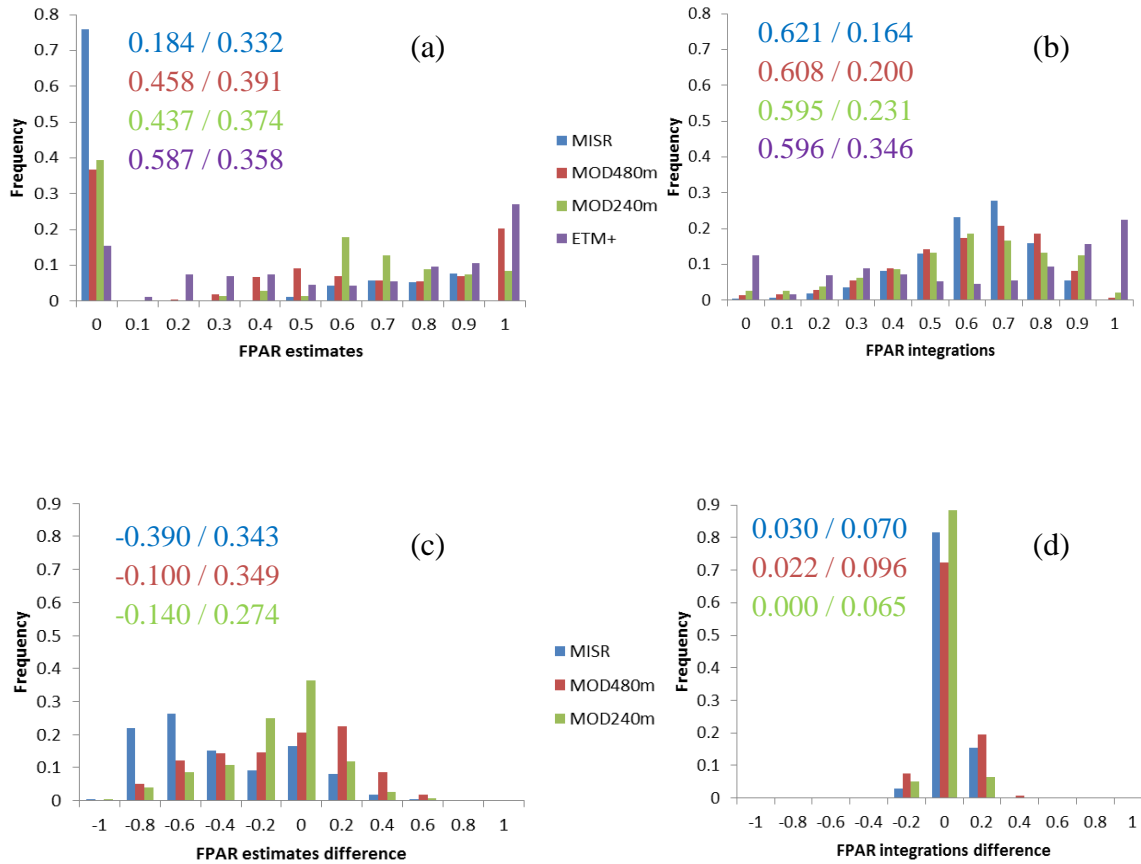 (a)
0.184 / 0.332
0.458 / 0.391
0.437 / 0.374
0.587 / 0.358
Frequency
0.8
0.7
0.6
0.5
0.4
0.3
0.2
0.1
0
0 0.1 0.2 0.3 0.4 0.5 0.6 0.7 0.8 0.9 1
FPAR estimates
MISR
MOD480m
MOD240m
ETM+
(b)
0.621 / 0.164
0.608 / 0.200
0.595 / 0.231
0.596 / 0.346
Frequency
0.8
0.7
0.6
0.5
0.4
0.3
0.2
0.1
0
0 0.1 0.2 0.3 0.4 0.5 0.6 0.7 0.8 0.9 1
FPAR integrations
(c)
-0.390 / 0.343
-0.100 / 0.349
-0.140 / 0.274
Frequency
0.9
0.8
0.7
0.6
0.5
0.4
0.3
0.2
0.1
0
-1 -0.8 -0.6 -0.4 -0.2 0 0.2 0.4 0.6 0.8 1
FPAR estimates difference
MISR
MOD480m
MOD240m
(d)
0.030 / 0.070
0.022 / 0.096
0.000 / 0.065
Frequency
0.9
0.8
0.7
0.6
0.5
0.4
0.3
0.2
0.1
0
-1 -0.8 -0.6 -0.4 -0.2 0 0.2 0.4 0.6 0.8 1
FPAR integrations difference